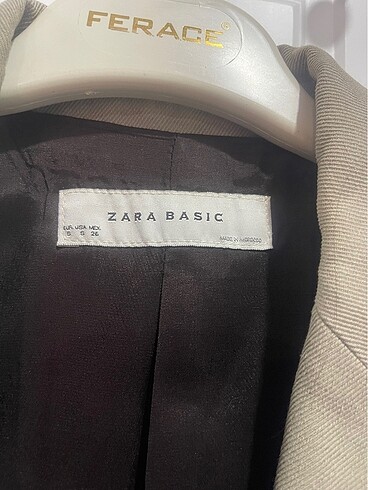 FERACE®
ZARA BASIC
EUR USA MEX
S S 26
MADE IN MOROCCO